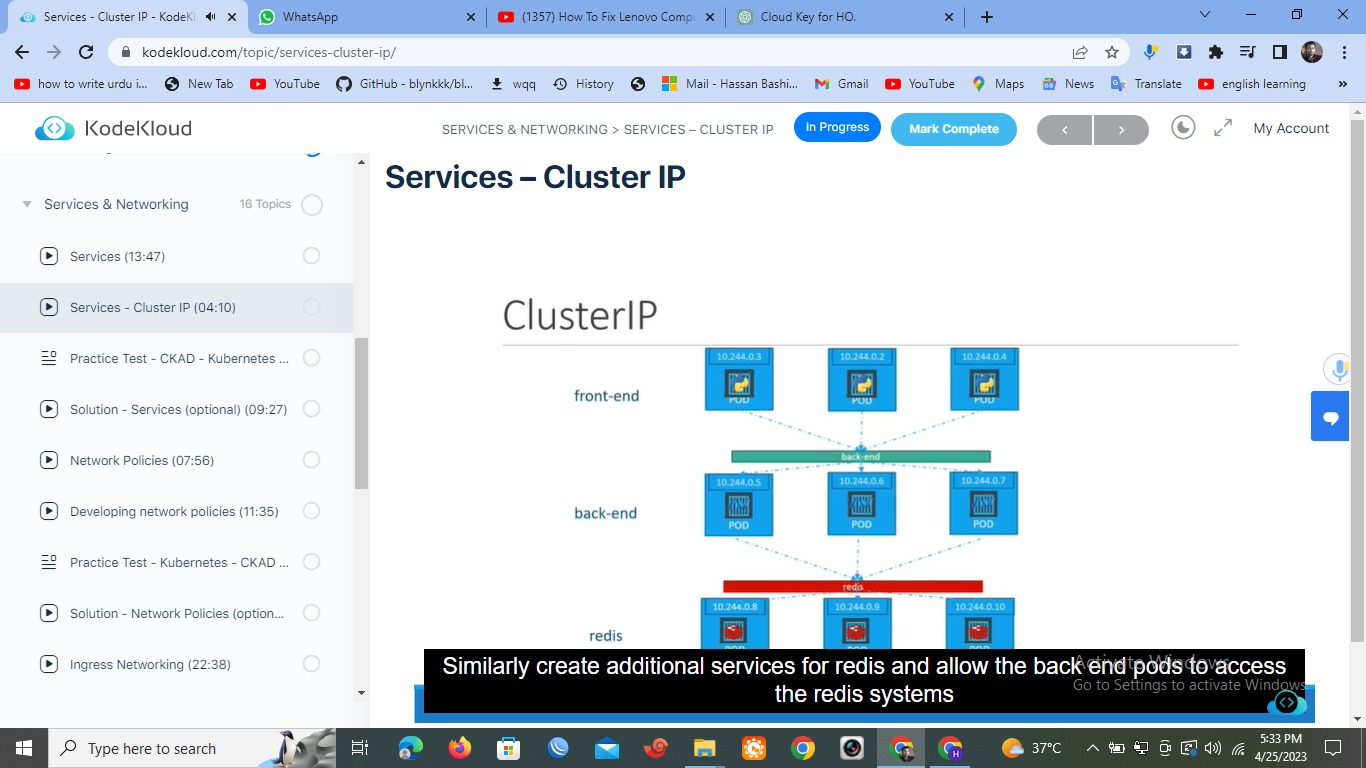 Services - Cluster IP - KodeKl
WhatsApp
(1357) How To Fix Lenovo Compu
Cloud Key for HO.
kodekloud.com/topic/services-cluster-ip/
how to write urdu i...
New Tab
YouTube
GitHub - blynkkk/bl...
wqq
History
Mail - Hassan Bashi...
Gmail
YouTube
Maps
News
Translate
english learning
KodeKloud
SERVICES & NETWORKING > SERVICES – CLUSTER IP
In Progress
Mark Complete
My Account
Services & Networking
16 Topics
Services (13:47)
Services - Cluster IP (04:10)
Practice Test - CKAD - Kubernetes ...
Solution - Services (optional) (09:27)
Network Policies (07:56)
Developing network policies (11:35)
Practice Test - Kubernetes - CKAD ...
Solution - Network Policies (option...
Ingress Networking (22:38)
Services – Cluster IP
ClusterIP
10.244.0.3 10.244.0.2 10.244.0.4
front-end
POD POD POD
back-end
10.244.0.5 10.244.0.6 10.244.0.7
back-end
POD POD POD
redis
10.244.0.8 10.244.0.9 10.244.0.10
redis
Similarly create additional services for redis and allow the back end pods to access
the redis systems
Activate Windows
Go to Settings to activate Windows.
Type here to search
37°C
5:33 PM
4/25/2023